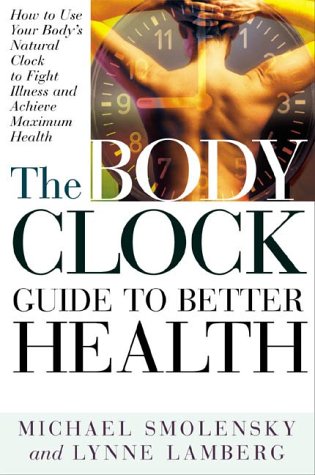 How to Use
Your Body's
Natural
Clock
to Fight
Illness and
Achieve
Maximum
Health
The BODY
CLOCK
GUIDE TO BETTER
HEALTH
MICHAEL SMOLENSKY
and LYNNE LAMBERG